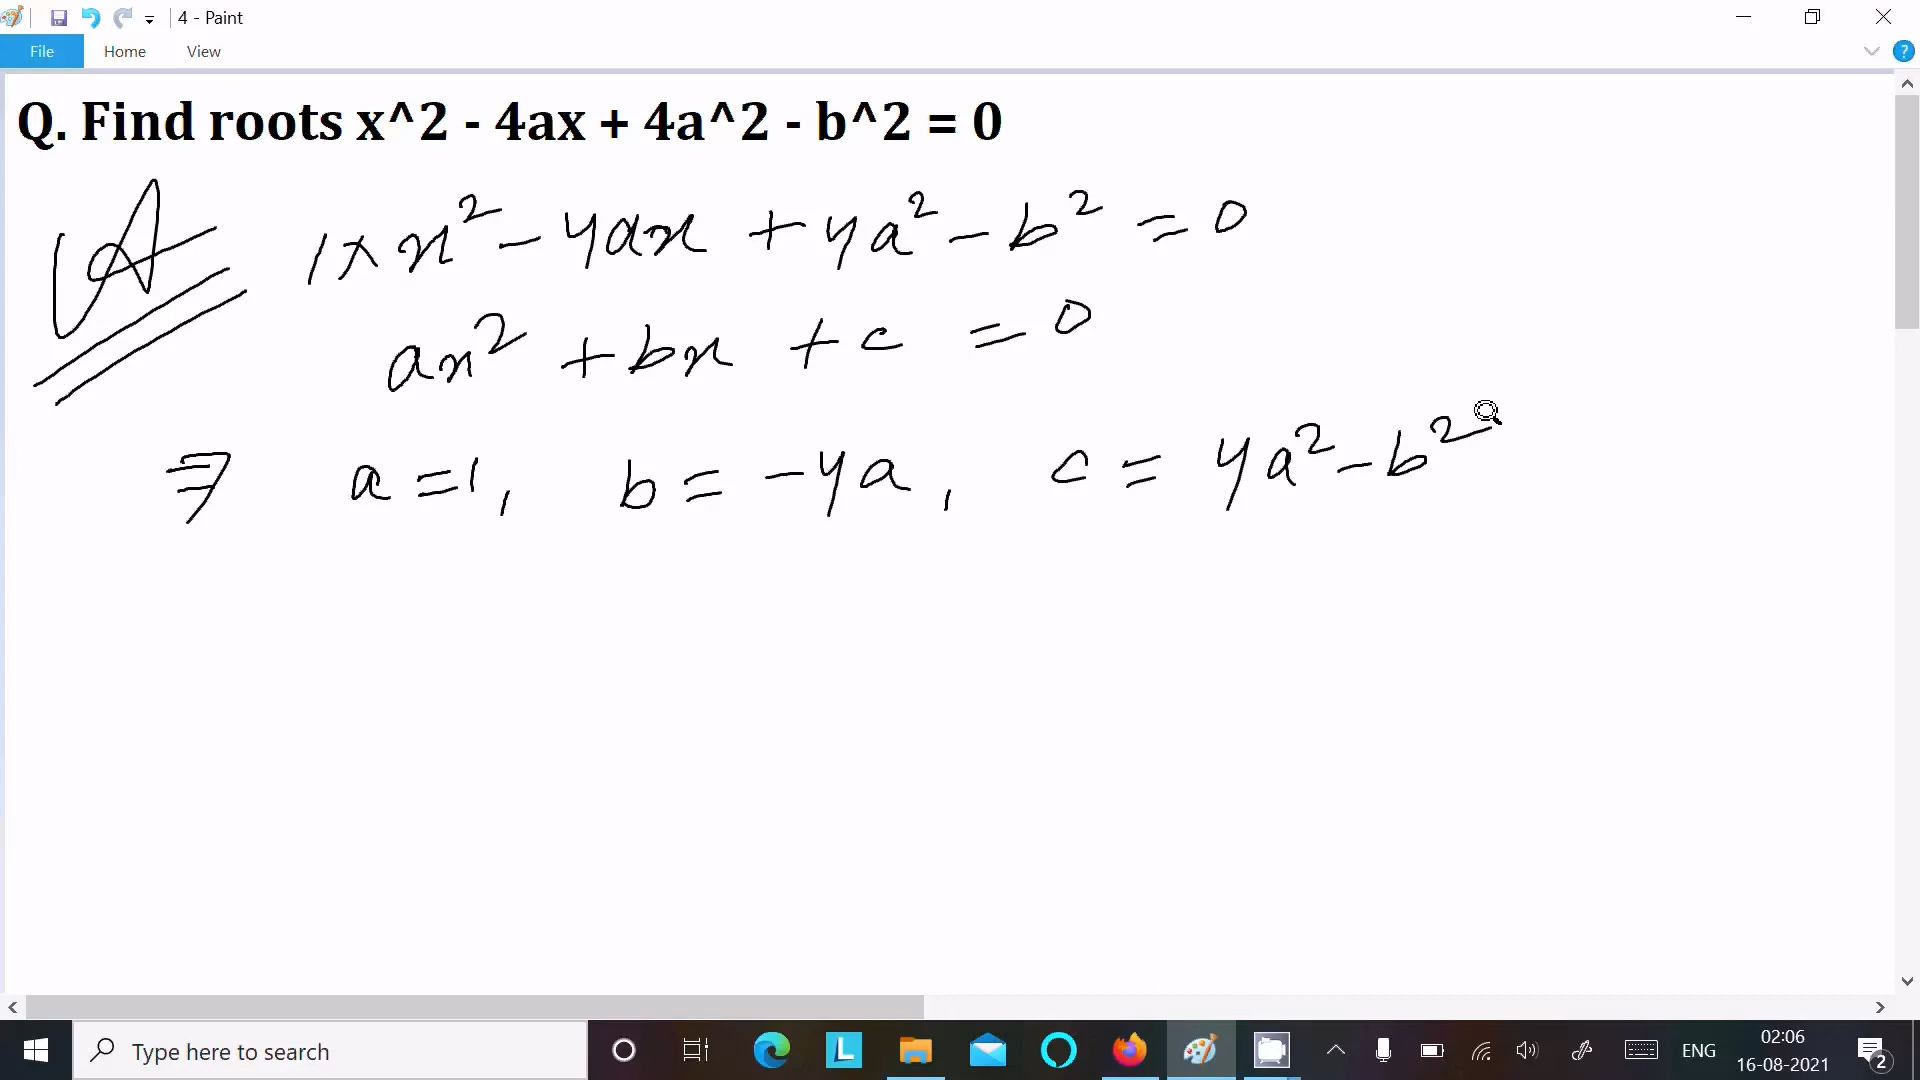 4 - Paint
File Home View
Q. Find roots x^2 - 4ax + 4a^2 - b^2 = 0
A
1 × x² - 4ax + 4a² - b² = 0
ax² + bx + c = 0
⇒ a = 1, b = -4a, c = 4a² - b²
Type here to search
L
ENG
02:06
16-08-2021
2